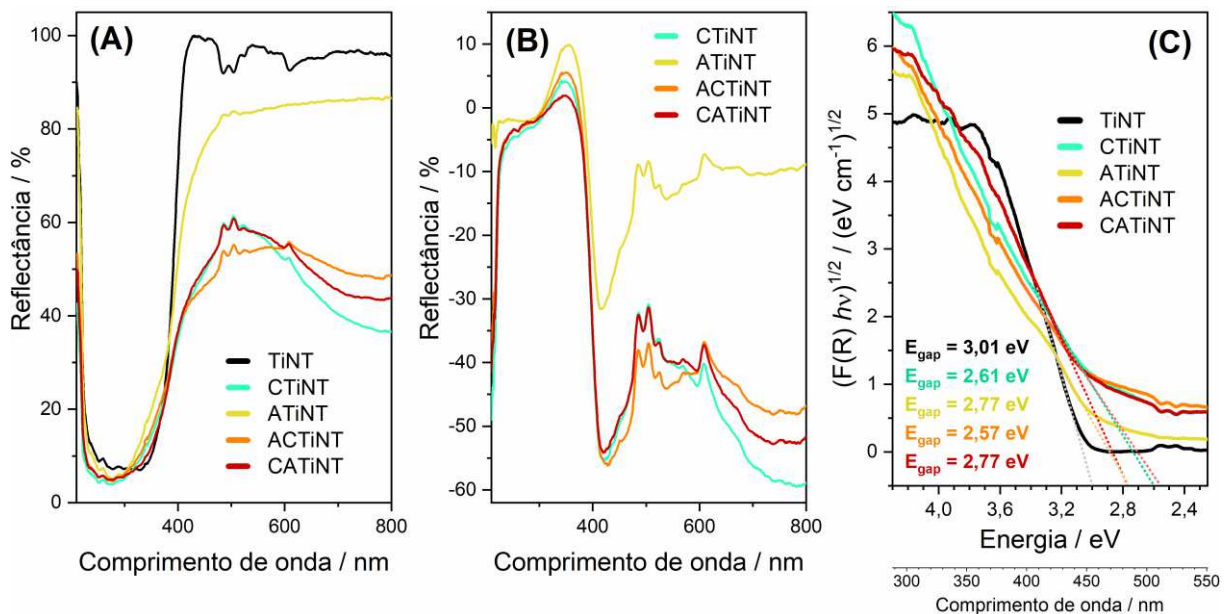 (A)
Reflectância / %
100
80
60
40
20
0
TiNT
CTiNT
ATiNT
ACTiNT
CATiNT
400
600
800
Comprimento de onda / nm
(B)
Reflectância / %
10
0
-10
-20
-30
-40
-50
-60
CTiNT
ATiNT
ACTiNT
CATiNT
400
600
800
Comprimento de onda / nm
(C)
(F(R) hν)1/2 / (eV cm-1)1/2
6
5
4
3
2
1
0
TiNT
CTiNT
ATiNT
ACTiNT
CATiNT
Egap = 3,01 eV
Egap = 2,61 eV
Egap = 2,77 eV
Egap = 2,57 eV
Egap = 2,77 eV
4,0
3,6
3,2
2,8
2,4
Energia / eV
300
350
400
450
500
550
Comprimento de onda / nm